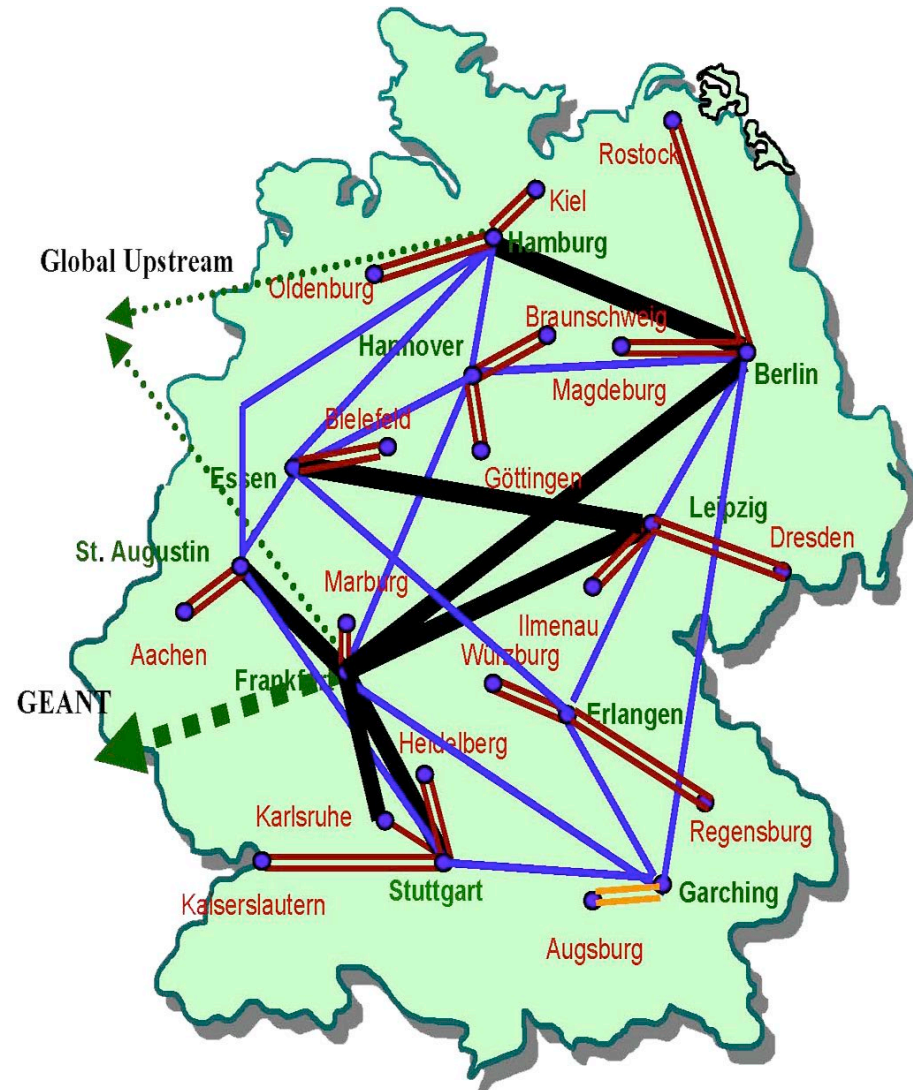 Rostock
Kiel
Hamburg
Global Upstream
Oldenburg
Braunschweig
Hannover
Berlin
Magdeburg
Bielefeld
Essen
Göttingen
Leipzig
St. Augustin
Dresden
Marburg
Ilmenau
Aachen
Würzburg
Frankfurt
GEANT
Erlangen
Heidelberg
Karlsruhe
Regensburg
Stuttgart
Garching
Kaiserslautern
Augsburg